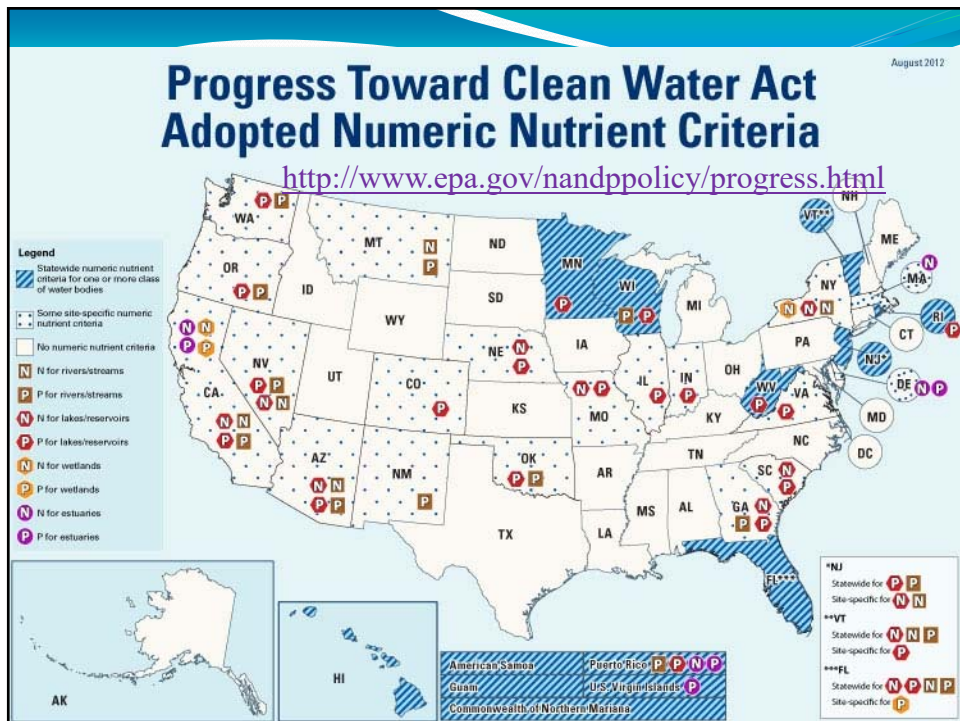 August 2012
Progress Toward Clean Water Act
Adopted Numeric Nutrient Criteria
http://www.epa.gov/nandppolicy/progress.html
Legend
Statewide numeric nutrient
criteria for one or more class
of water bodies
Some site-specific numeric
nutrient criteria
No numeric nutrient criteria
N N for rivers/streams
P P for rivers/streams
N N for lakes/reservoirs
P P for lakes/reservoirs
N N for wetlands
P P for wetlands
N N for estuaries
P P for estuaries
WA P P
OR P P
ID
MT N P
ND
SD
WY
MN P
WI P P
MI
NE N P
IA
NV P P N N
UT
CO P
KS
CA N N P P N N P P
AZ N N P P
NM P
OK P P
TX
MO N P
AR
LA
IL P
IN P
OH
KY
TN
MS
AL
GA N P P
SC N P
NC
VA P
WV P
PA
NY N N N
VT**
NH
ME
MA N
RI P
CT
NJ*
DE N P
MD
DC
FL***
AK
HI
American Samoa
Guam
Commonwealth of Northern Mariana
Puerto Rico P P N P
U.S. Virgin Islands P
*NJ
Statewide for P P
Site-specific for N N
**VT
Statewide for N N P
Site-specific for P
***FL
Statewide for N P N P
Site-specific for P